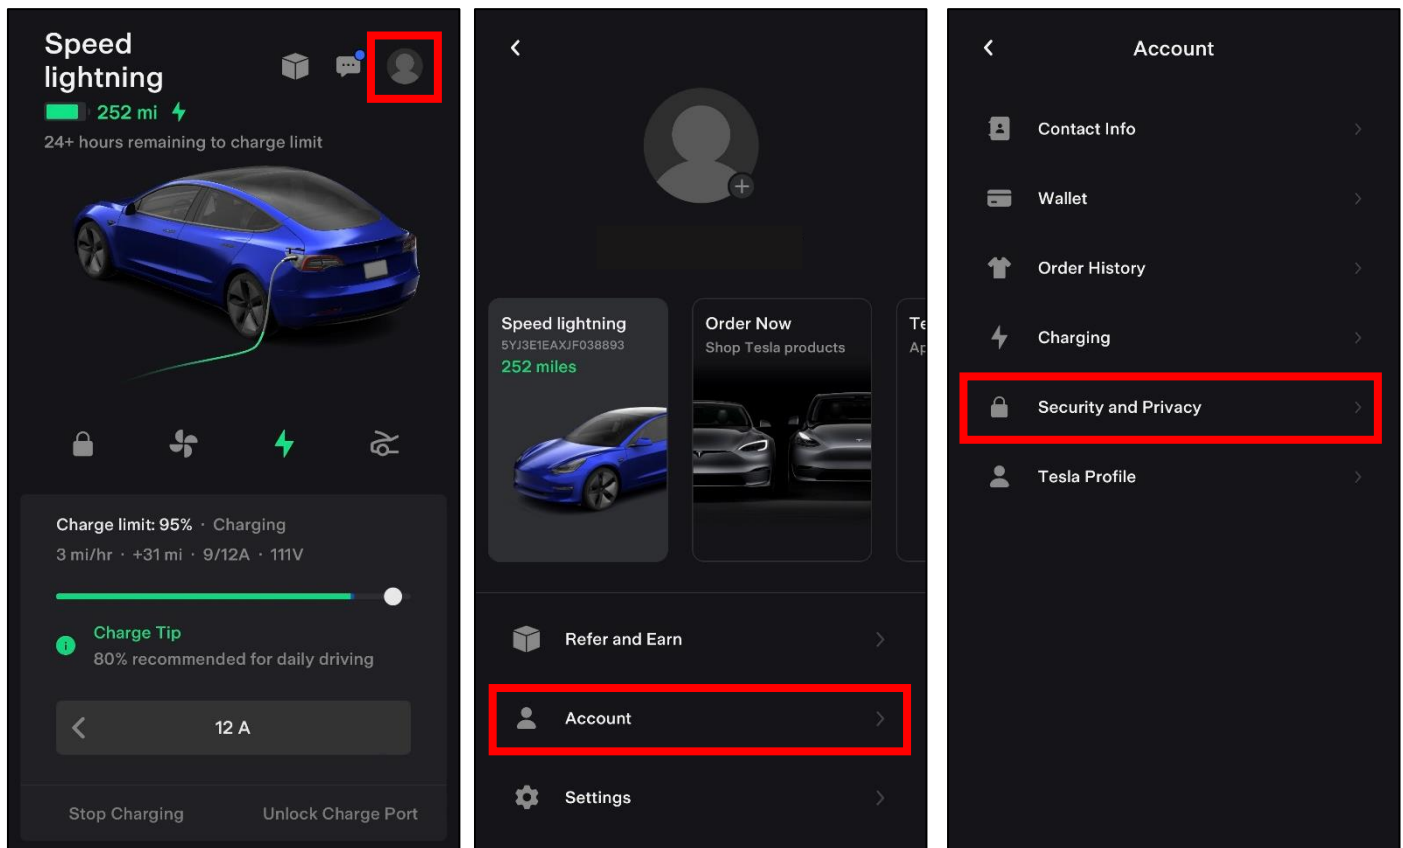 Speed
lightning
252 mi
24+ hours remaining to charge limit
Charge limit: 95% · Charging
3 mi/hr · +31 mi · 9/12A · 111V
Charge Tip
80% recommended for daily driving
12 A
Stop Charging
Unlock Charge Port
Speed lightning
5YJ3E1EAXJF038893
252 miles
Order Now
Shop Tesla products
Te
Ap
Refer and Earn
Account
Settings
Account
Contact Info
Wallet
Order History
Charging
Security and Privacy
Tesla Profile